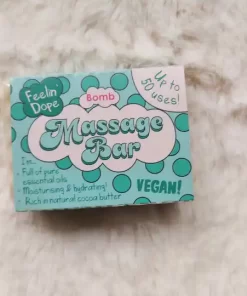 Feelin'
Dope
Bomb
Up to
50 uses!
Massage
Bar
I'm...
- Full of pure
essential oils
- Moisturising & hydrating!
- Rich in natural cocoa butter
VEGAN!